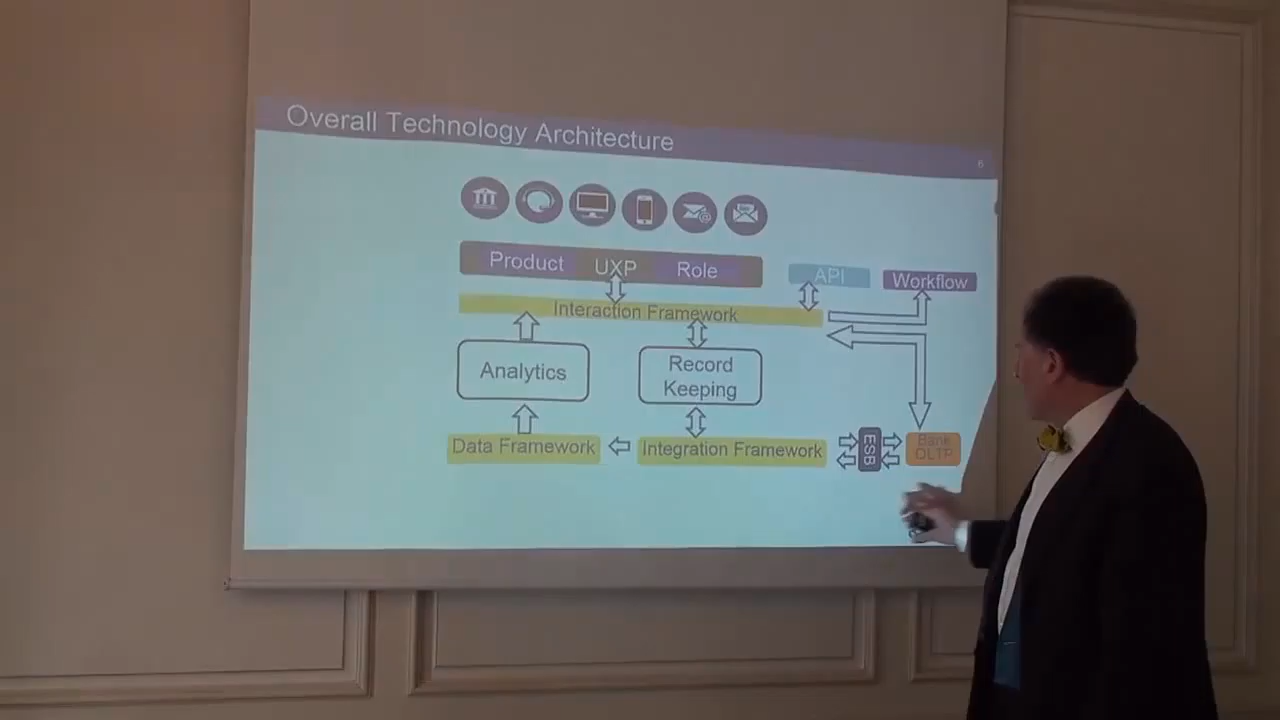 Overall Technology Architecture
6
Product UXP Role
API
Workflow
Interaction Framework
Analytics
Record
Keeping
Data Framework
Integration Framework
ESB
Bank
OLTP